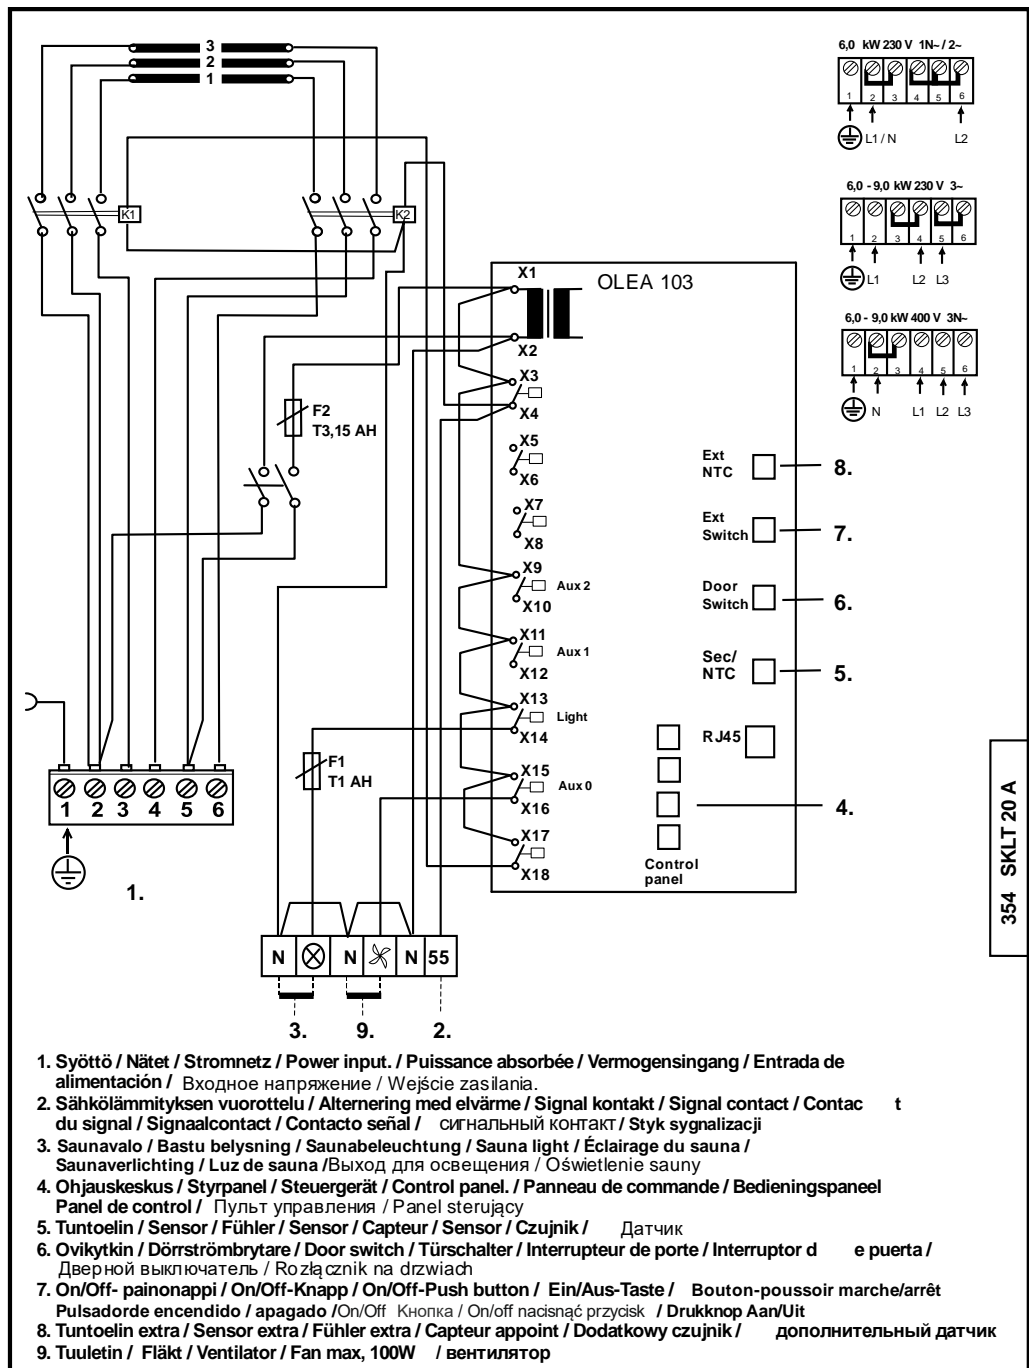 3
2
1
K1
K2
6,0 kW 230 V 1N~ / 2~
1 2 3 4 5 6
L1 / N L2
6,0 - 9,0 kW 230 V 3~
1 2 3 4 5 6
L1 L2 L3
6,0 - 9,0 kW 400 V 3N~
1 2 3 4 5 6
N L1 L2 L3
OLEA 103
X1
X2
X3
X4
X5
X6
X7
X8
X9
Aux 2
X10
X11
Aux 1
X12
X13
Light
X14
X15
Aux 0
X16
X17
X18
F2
T3,15 AH
F1
T1 AH
Ext
NTC
8.
Ext
Switch
7.
Door
Switch
6.
Sec/
NTC
5.
RJ45
4.
Control
panel
1 2 3 4 5 6
1.
N N N 55
3. 9. 2.
354 SKLT 20 A
1. Syöttö / Nätet / Stromnetz / Power input. / Puissance absorbée / Vermogensingang / Entrada de
alimentación / Входное напряжение / Wejście zasilania.
2. Sähkölämmityksen vuorottelu / Alternering med elvärme / Signal kontakt / Signal contact / Contac t
du signal / Signaalcontact / Contacto señal / сигнальный контакт / Styk sygnalizacji
3. Saunavalo / Bastu belysning / Saunabeleuchtung / Sauna light / Éclairage du sauna /
Saunaverlichting / Luz de sauna /Выход для освещения / Oświetlenie sauny
4. Ohjauskeskus / Styrpanel / Steuergerät / Control panel. / Panneau de commande / Bedieningspaneel
Panel de control / Пульт управления / Panel sterujący
5. Tuntoelin / Sensor / Fühler / Sensor / Capteur / Sensor / Czujnik / Датчик
6. Ovikytkin / Dörrströmbrytare / Door switch / Türschalter / Interrupteur de porte / Interruptor d e puerta /
Дверной выключатель / Rozłącznik na drzwiach
7. On/Off- painonappi / On/Off-Knapp / On/Off-Push button / Ein/Aus-Taste / Bouton-poussoir marche/arrêt
Pulsadorde encendido / apagado /On/Off Кнопка / On/off nacisnąć przycisk / Drukknop Aan/Uit
8. Tuntoelin extra / Sensor extra / Fühler extra / Capteur appoint / Dodatkowy czujnik / дополнительный датчик
9. Tuuletin / Fläkt / Ventilator / Fan max, 100W / вентилятор